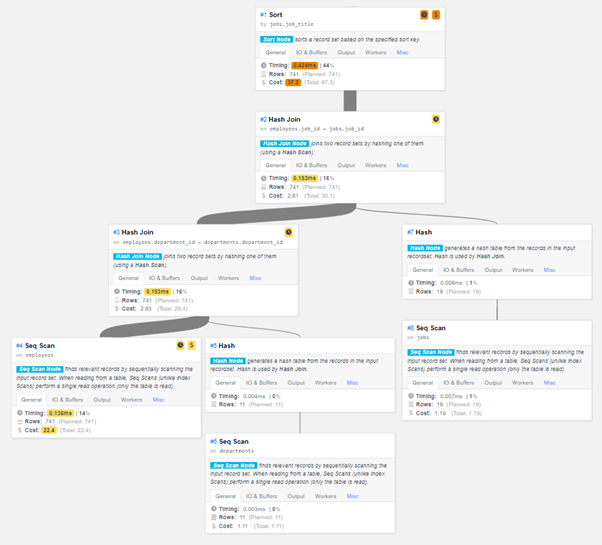 #1 Sort
by jobs.job_title
Sort Node sorts a record set based on the specified sort key.
General IO & Buffers Output Workers Misc
Timing: 0.424ms | 44%
Rows: 741 (Planned: 741)
Cost: 37.2 (Total: 67.3)
#2 Hash Join
on employees.job_id = jobs.job_id
Hash Join Node joins two record sets by hashing one of them
(using a Hash Scan).
General IO & Buffers Output Workers Misc
Timing: 0.153ms | 16%
Rows: 741 (Planned: 741)
Cost: 2.61 (Total: 30.1)
#3 Hash Join
on employees.department_id = departments.department_id
Hash Join Node joins two record sets by hashing one of them
(using a Hash Scan).
General IO & Buffers Output Workers Misc
Timing: 0.153ms | 16%
Rows: 741 (Planned: 741)
Cost: 2.83 (Total: 26.4)
#7 Hash
Hash Node generates a hash table from the records in the input
recordset. Hash is used by Hash Join.
General IO & Buffers Output Workers Misc
Timing: 0.006ms | 1%
Rows: 19 (Planned: 19)
#4 Seq Scan
on employees
Seq Scan Node finds relevant records by sequentially scanning the
input record set. When reading from a table, Seq Scans (unlike Index
Scans) perform a single read operation (only the table is read).
General IO & Buffers Output Workers Misc
Timing: 0.136ms | 14%
Rows: 741 (Planned: 741)
Cost: 22.4 (Total: 22.4)
#5 Hash
Hash Node generates a hash table from the records in the input
recordset. Hash is used by Hash Join.
General IO & Buffers Output Workers Misc
Timing: 0.004ms | 0%
Rows: 11 (Planned: 11)
#8 Seq Scan
on jobs
Seq Scan Node finds relevant records by sequentially scanning the
input record set. When reading from a table, Seq Scans (unlike Index
Scans) perform a single read operation (only the table is read).
General IO & Buffers Output Workers Misc
Timing: 0.007ms | 1%
Rows: 19 (Planned: 19)
Cost: 1.19 (Total: 1.19)
#6 Seq Scan
on departments
Seq Scan Node finds relevant records by sequentially scanning the
input record set. When reading from a table, Seq Scans (unlike Index
Scans) perform a single read operation (only the table is read).
General IO & Buffers Output Workers Misc
Timing: 0.003ms | 0%
Rows: 11 (Planned: 11)
Cost: 1.11 (Total: 1.11)